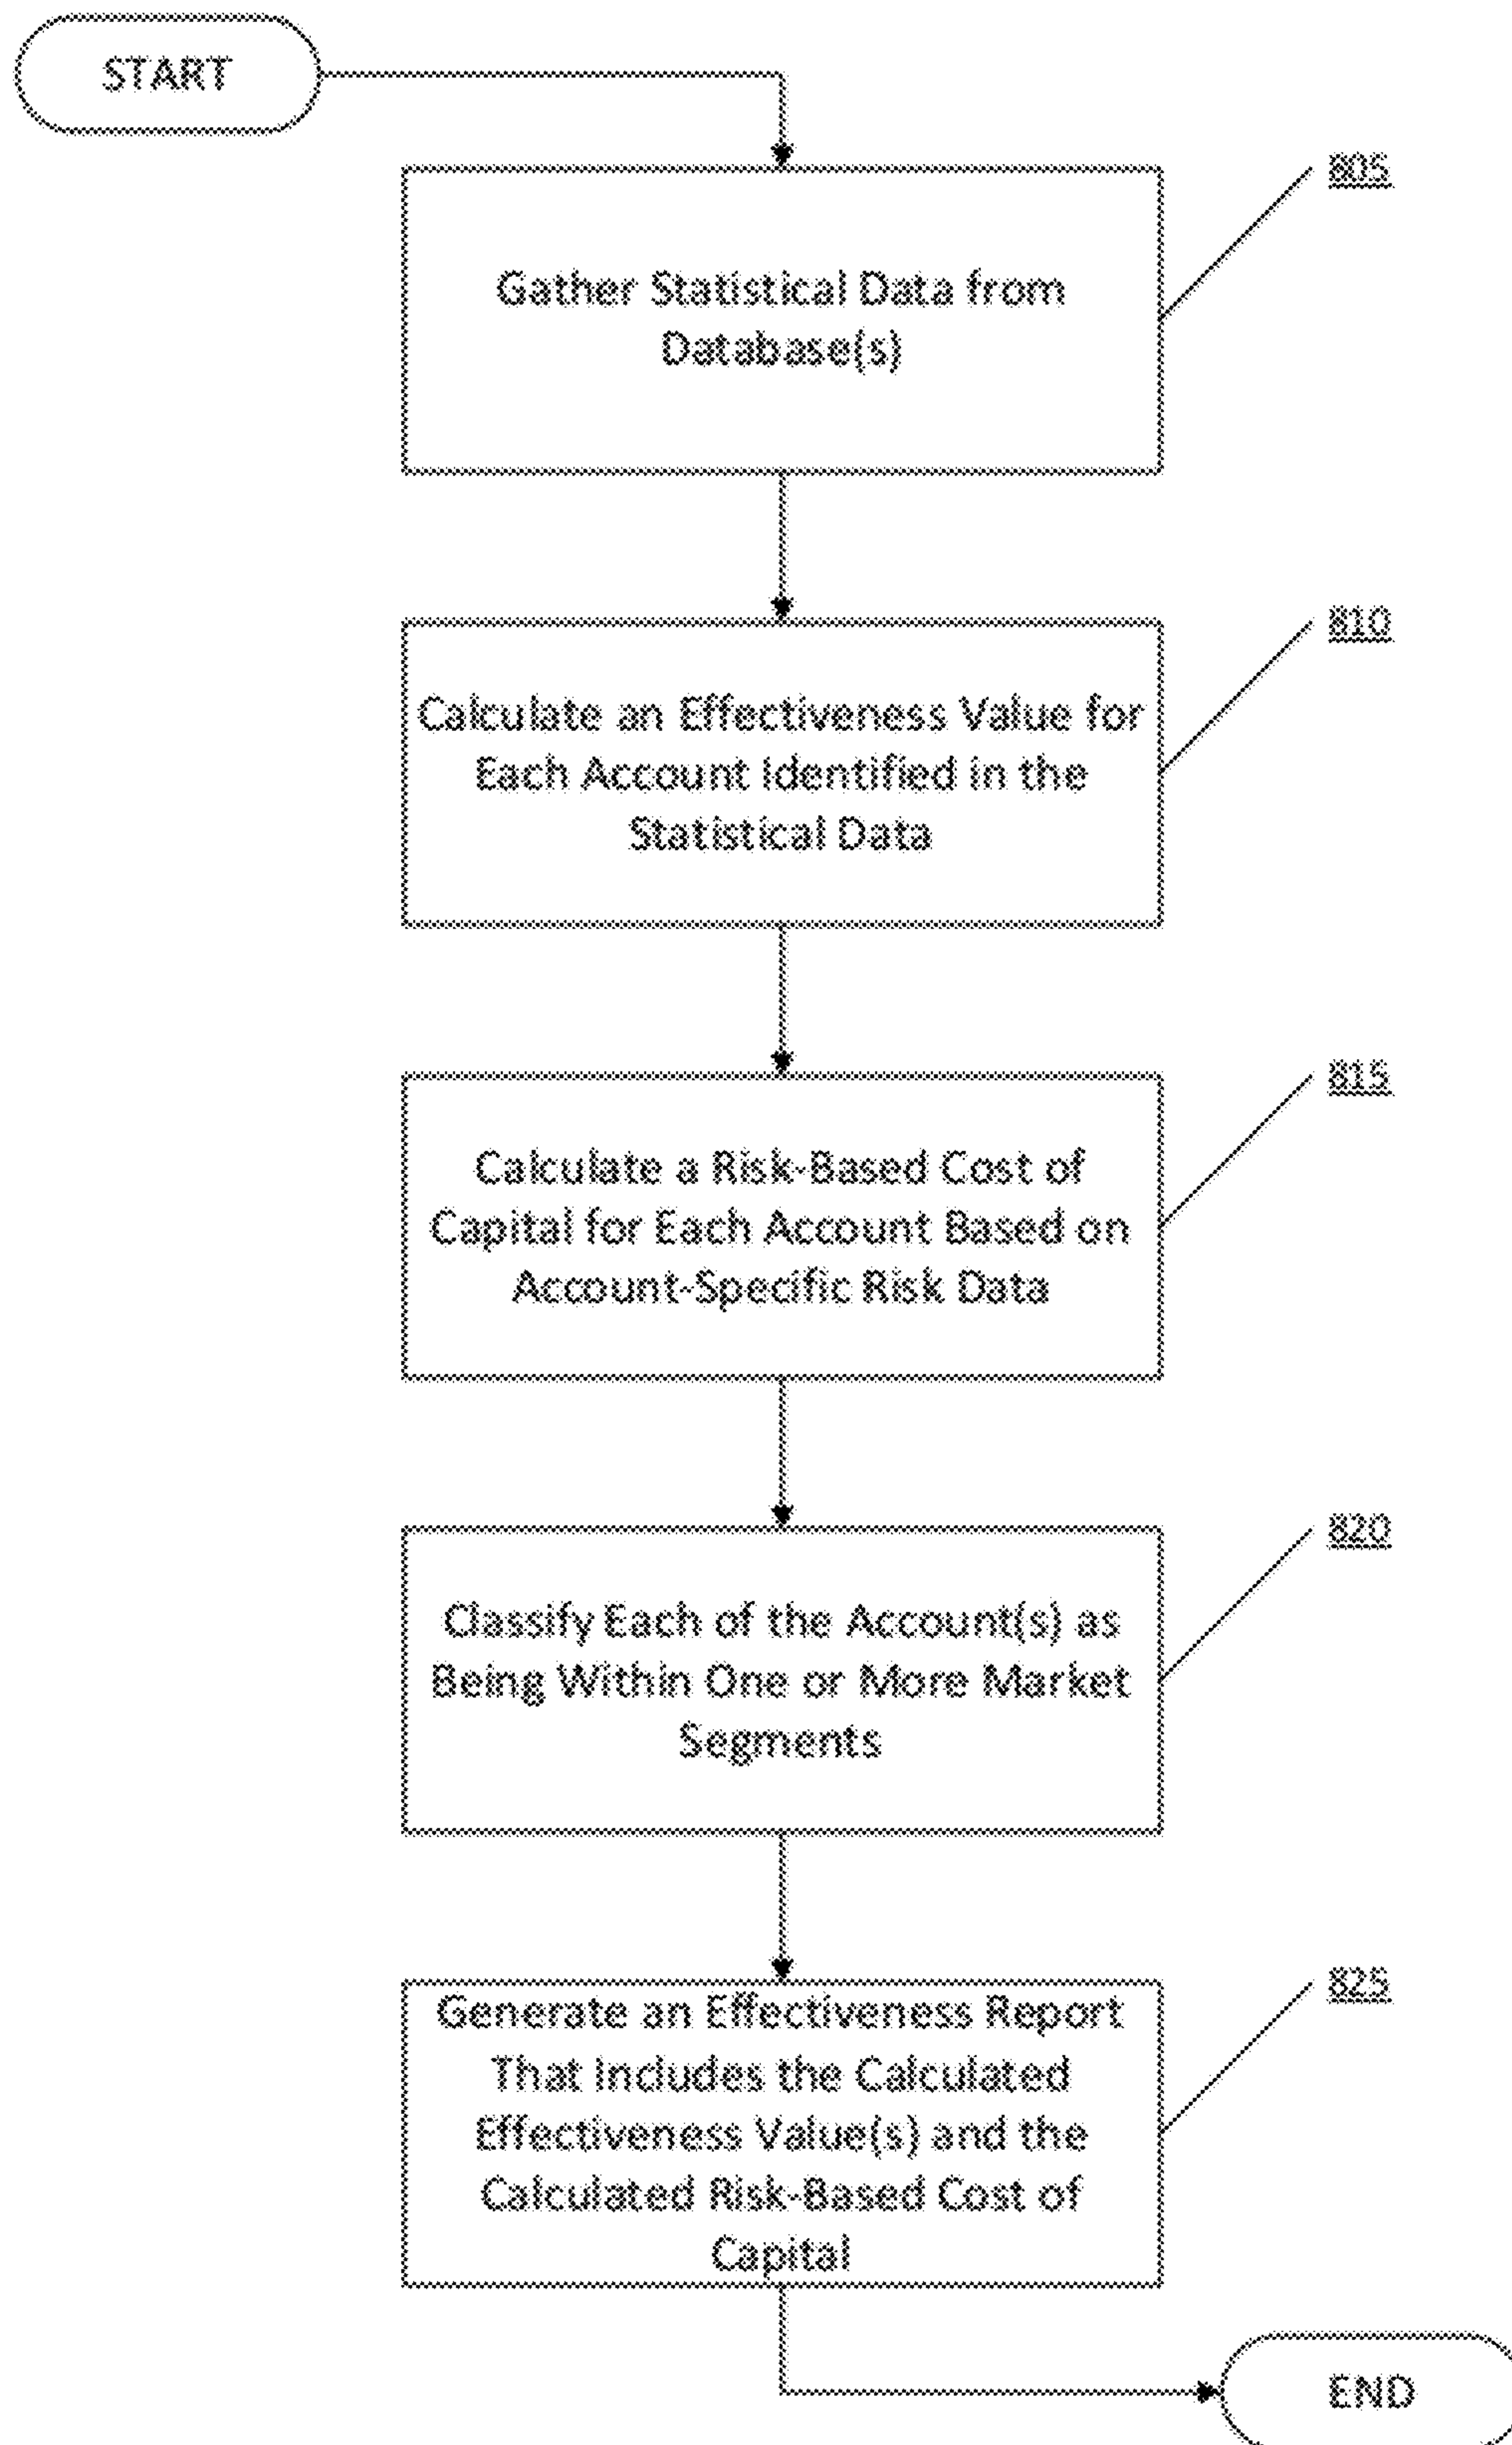 START
805
Gather Statistical Data from
Database(s)
810
Calculate an Effectiveness Value for
Each Account Identified in the
Statistical Data
815
Calculate a Risk-Based Cost of
Capital for Each Account Based on
Account-Specific Risk Data
820
Classify Each of the Account(s) as
Being Within One or More Market
Segments
825
Generate an Effectiveness Report
That Includes the Calculated
Effectiveness Value(s) and the
Calculated Risk-Based Cost of
Capital
END